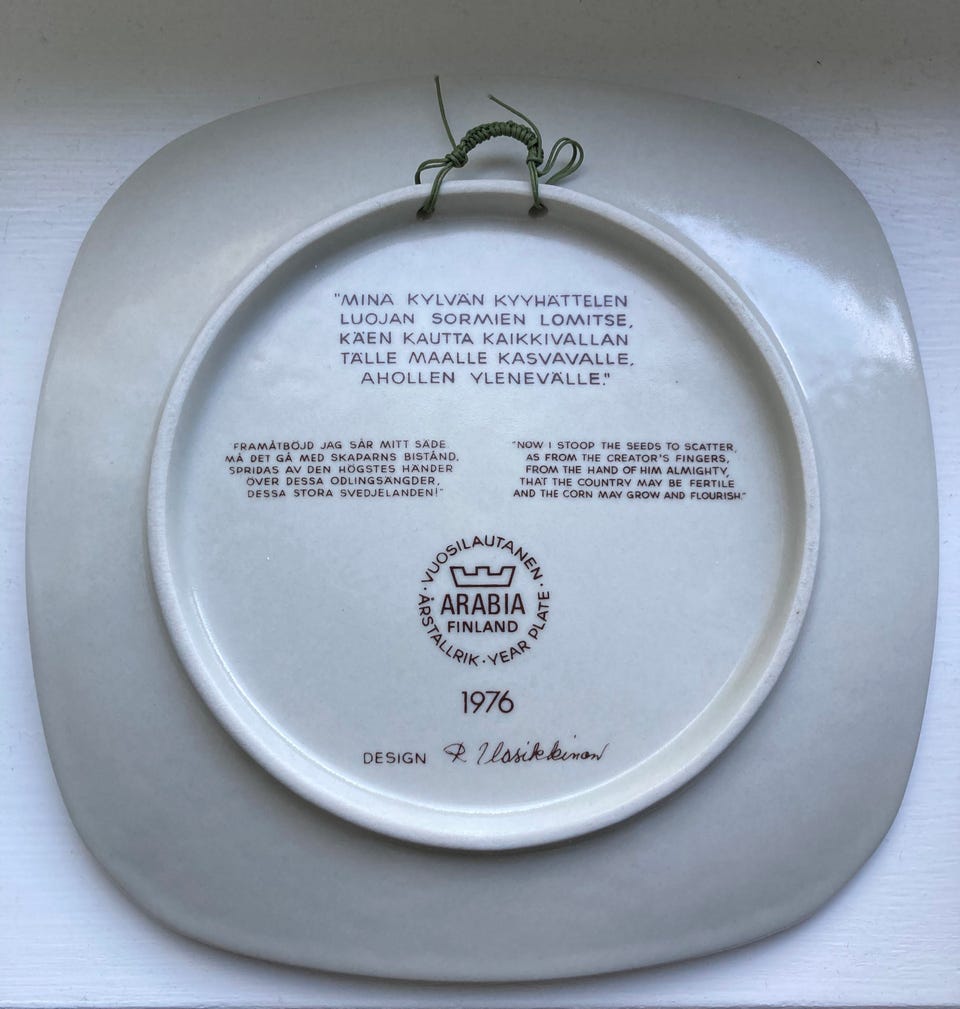 "MINÄ KYLVÄN KYYHÄTTELEN
LUOJAN SORMIEN LOMITSE,
KÄEN KAUTTA KAIKKIVALLAN
TÄLLE MAALLE KASVAVALLE,
AHOLLEN YLENEVÄLLE."
FRAMÅTBÖJD JAG SÅR MITT SÄDE.
MÅ DET GÅ MED SKAPARNS BISTÅND,
SPRIDAS AV DEN HÖGSTES HÄNDER
ÖVER DESSA ODLINGSÄNGDER,
DESSA STORA SVEDJELANDEN!"
"NOW I STOOP THE SEEDS TO SCATTER,
AS FROM THE CREATOR'S FINGERS,
FROM THE HAND OF HIM ALMIGHTY,
THAT THE COUNTRY MAY BE FERTILE
AND THE CORN MAY GROW AND FLOURISH."
VUOSILAUTANEN ·
ARABIA
FINLAND
· ÅRSTALLRIK · YEAR PLATE
1976
DESIGN R Uosikkinen